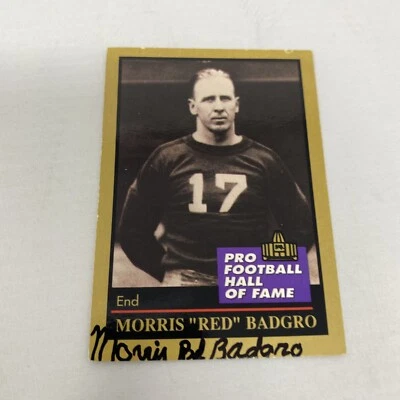 17
PRO
FOOTBALL
HALL
OF FAME
End
MORRIS "RED" BADGRO
Morris Badgro